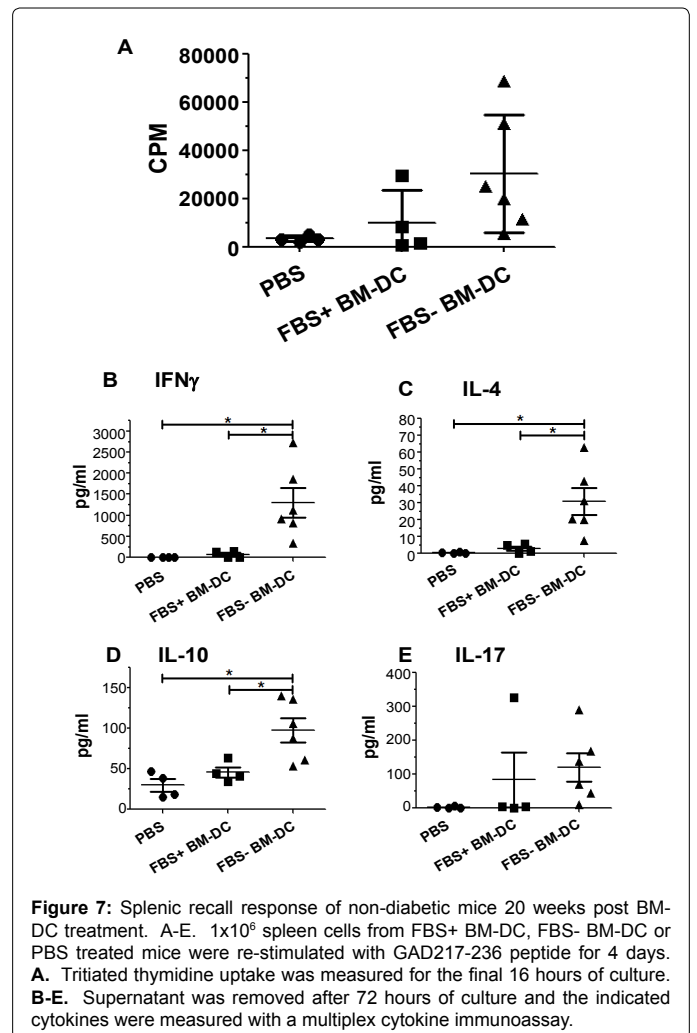 A
80000
60000
40000
20000
0
CPM
PBS
FBS+ BM-DC
FBS- BM-DC
B IFNγ
3000
2500
2000
1500
1000
500
0
pg/ml
*
*
PBS
FBS+ BM-DC
FBS- BM-DC
C IL-4
80
70
60
50
40
30
20
10
0
pg/ml
*
*
PBS
FBS+ BM-DC
FBS- BM-DC
D IL-10
150
100
50
0
pg/ml
*
*
PBS
FBS+ BM-DC
FBS- BM-DC
E IL-17
400
300
200
100
0
pg/ml
PBS
FBS+ BM-DC
FBS- BM-DC
Figure 7: Splenic recall response of non-diabetic mice 20 weeks post BM-
DC treatment. A-E. 1x10⁶ spleen cells from FBS+ BM-DC, FBS- BM-DC or
PBS treated mice were re-stimulated with GAD217-236 peptide for 4 days.
A. Tritiated thymidine uptake was measured for the final 16 hours of culture.
B-E. Supernatant was removed after 72 hours of culture and the indicated
cytokines were measured with a multiplex cytokine immunoassay.